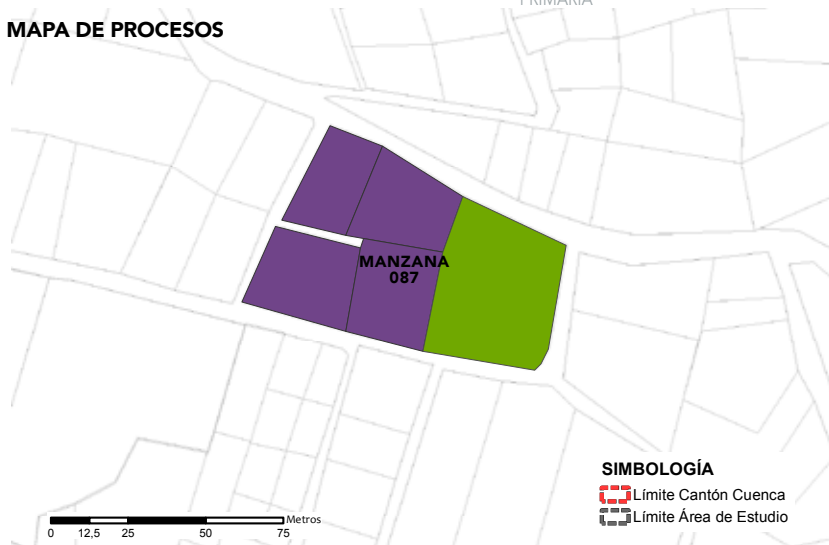 PRIMARIA
MAPA DE PROCESOS
MANZANA
087
SIMBOLOGÍA
Límite Cantón Cuenca
Límite Área de Estudio
Metros
0 12,5 25 50 75